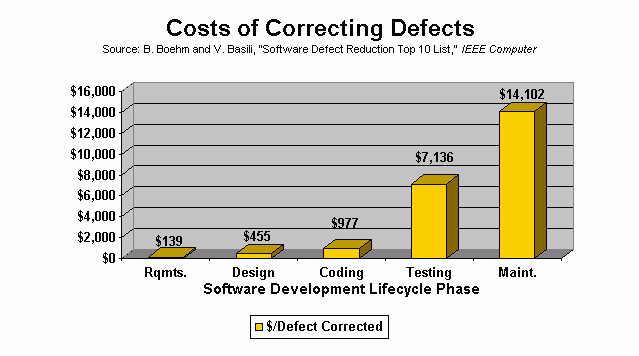 Costs of Correcting Defects
Source: B. Boehm and V. Basili, "Software Defect Reduction Top 10 List," IEEE Computer
$16,000
$14,000
$12,000
$10,000
$8,000
$6,000
$4,000
$2,000
$0
$139
$455
$977
$7,136
$14,102
Rqmts.
Design
Coding
Testing
Maint.
Software Development Lifecycle Phase
$/Defect Corrected